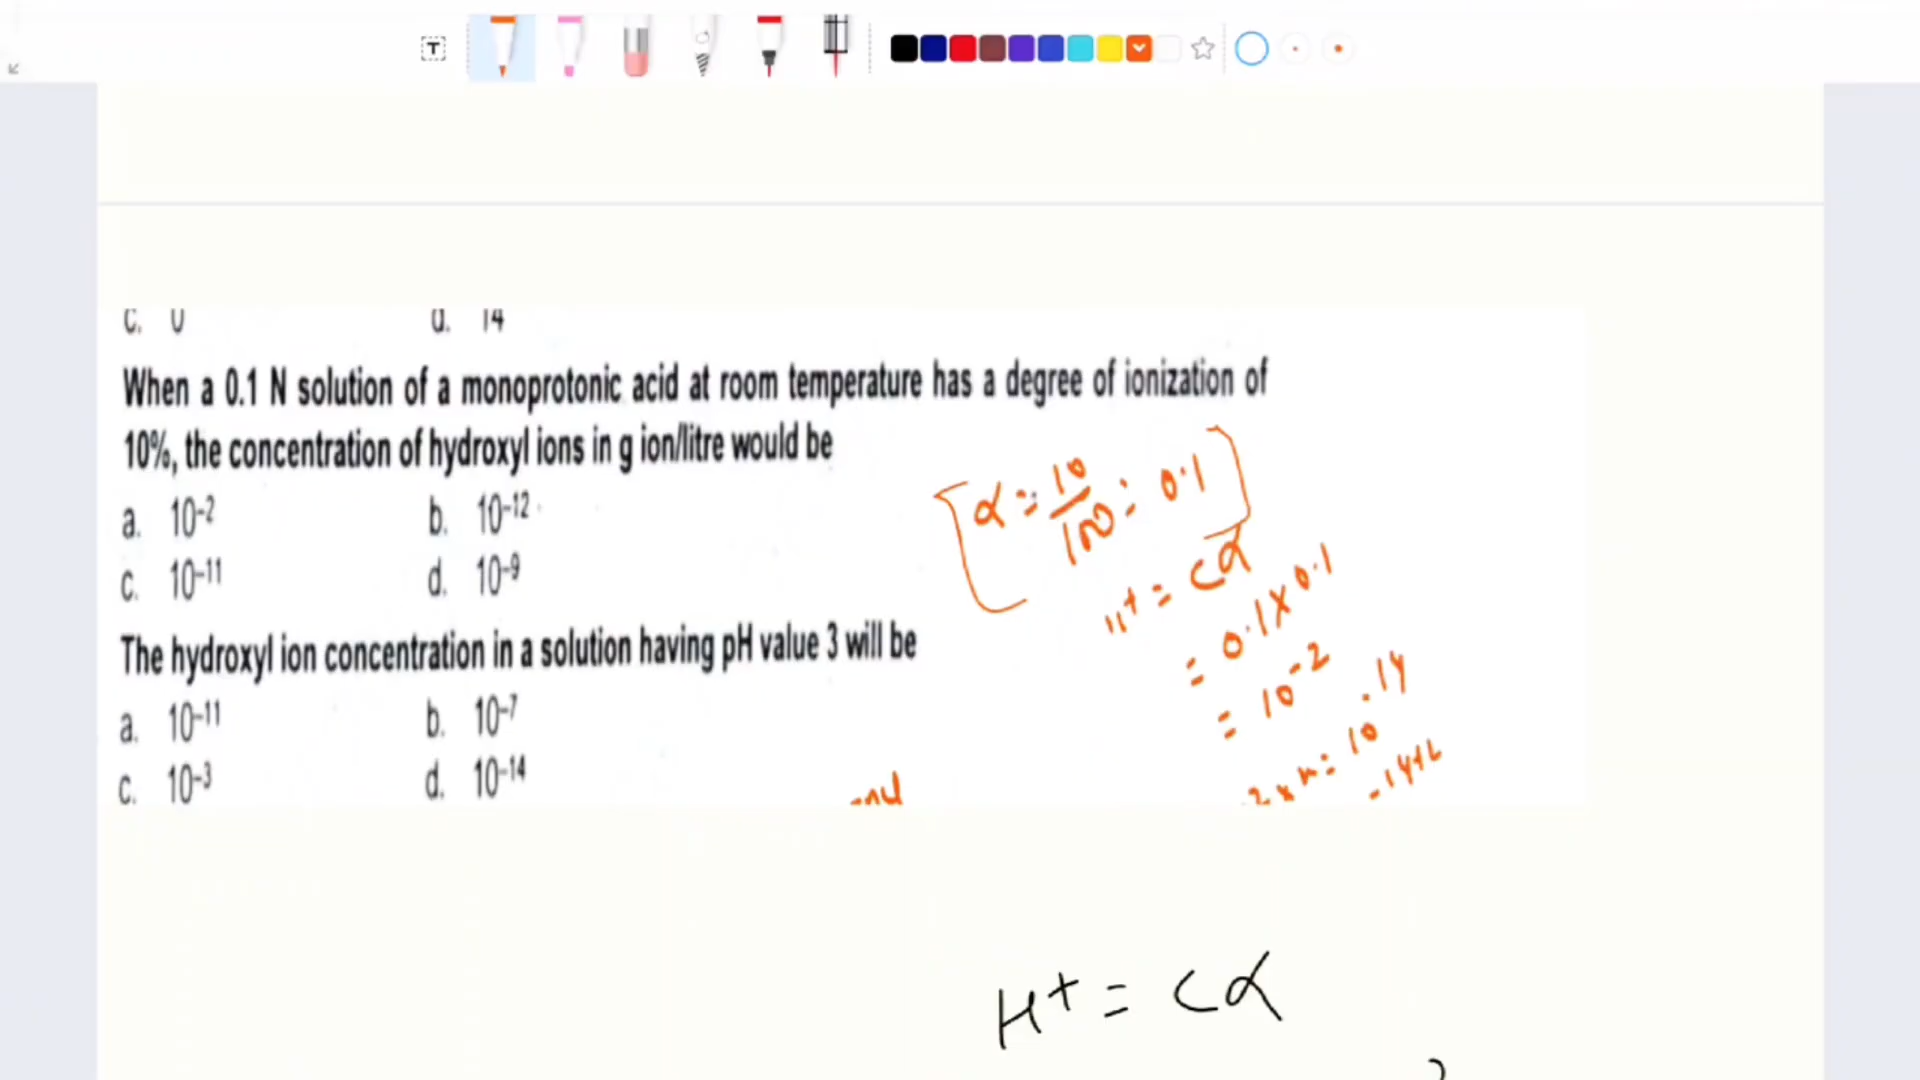 T
c. 0 d. 14
When a 0.1 N solution of a monoprotonic acid at room temperature has a degree of ionization of
10%, the concentration of hydroxyl ions in g ion/litre would be
a. 10⁻² b. 10⁻¹²
c. 10⁻¹¹ d. 10⁻⁹
The hydroxyl ion concentration in a solution having pH value 3 will be
a. 10⁻¹¹ b. 10⁻⁷
c. 10⁻³ d. 10⁻¹⁴
[α = 10/100 = 0.1]
H⁺ = Cα
= 0.1 × 0.1
= 10⁻²
H⁺ = Cα